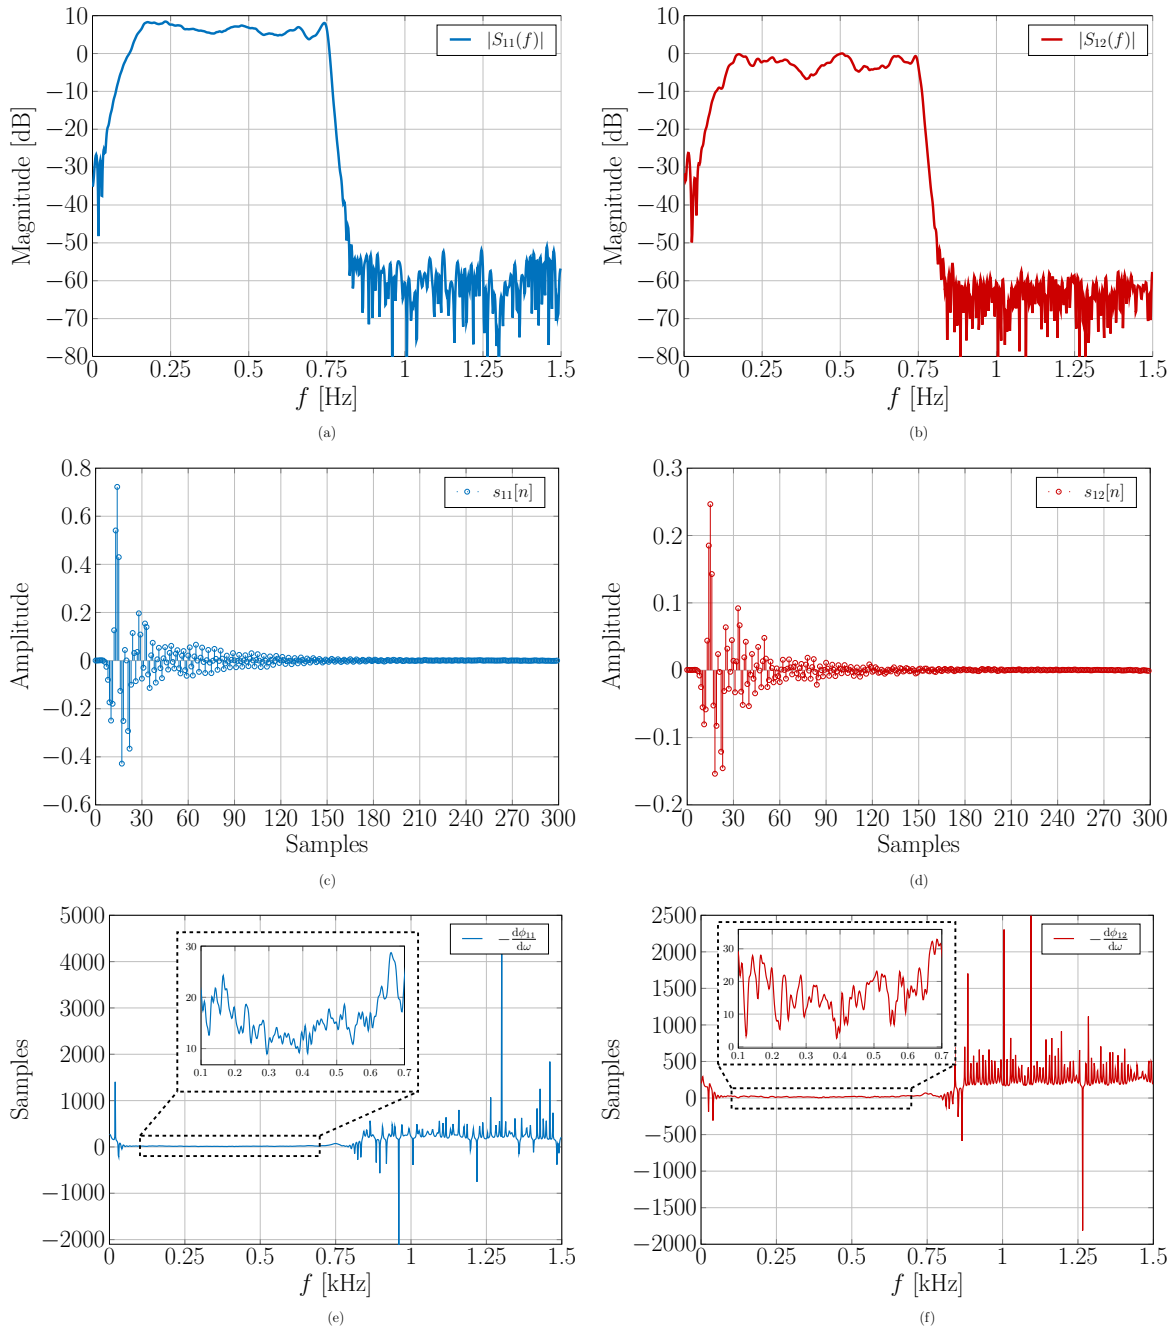 |S₁₁(f)|
10
0
−10
−20
−30
−40
−50
−60
−70
−80
Magnitude [dB]
0 0.25 0.5 0.75 1 1.25 1.5
f [Hz]
(a)
|S₁₂(f)|
10
0
−10
−20
−30
−40
−50
−60
−70
−80
Magnitude [dB]
0 0.25 0.5 0.75 1 1.25 1.5
f [Hz]
(b)
s₁₁[n]
0.8
0.6
0.4
0.2
0
−0.2
−0.4
−0.6
Amplitude
0 30 60 90 120 150 180 210 240 270 300
Samples
(c)
s₁₂[n]
0.3
0.2
0.1
0
−0.1
−0.2
Amplitude
0 30 60 90 120 150 180 210 240 270 300
Samples
(d)
−dϕ₁₁/dω
5000
4000
3000
2000
1000
0
−1000
−2000
Samples
30
20
10
0.1 0.2 0.3 0.4 0.5 0.6 0.7
0 0.25 0.5 0.75 1 1.25 1.5
f [kHz]
(e)
−dϕ₁₂/dω
2500
2000
1500
1000
500
0
−500
−1000
−1500
−2000
Samples
30
20
10
0
0.1 0.2 0.3 0.4 0.5 0.6 0.7
0 0.25 0.5 0.75 1 1.25 1.5
f [kHz]
(f)